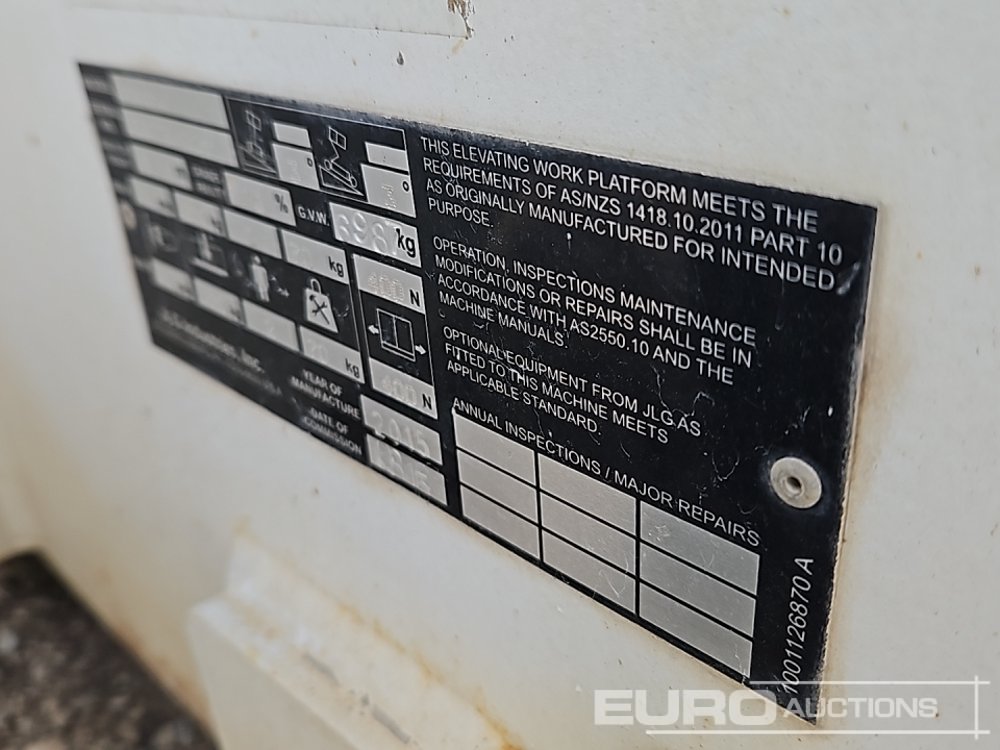 THIS ELEVATING WORK PLATFORM MEETS THE
REQUIREMENTS OF AS/NZS 1418.10.2011 PART 10
AS ORIGINALLY MANUFACTURED FOR INTENDED
PURPOSE.
OPERATION, INSPECTIONS MAINTENANCE
MODIFICATIONS OR REPAIRS SHALL BE IN
ACCORDANCE WITH AS2550.10 AND THE
MACHINE MANUALS.
OPTIONAL EQUIPMENT FROM JLG AS
FITTED TO THIS MACHINE MEETS
APPLICABLE STANDARD.
ANNUAL INSPECTIONS / MAJOR REPAIRS
1001126870 A
%
G.V.W.
kg
kg
400 N
kg
400 N
YEAR OF
MANUFACTURE
2015
DATE OF
COMMISSION
EURO AUCTIONS